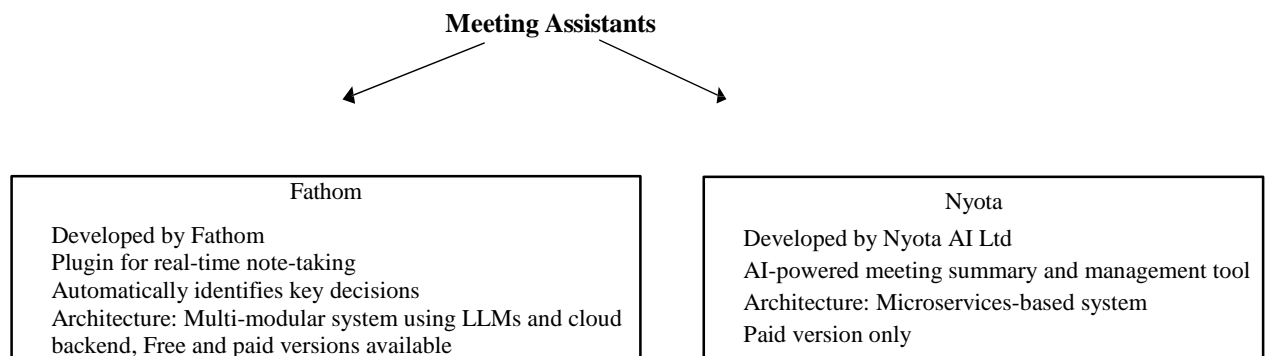 Meeting Assistants
Fathom
Developed by Fathom
Plugin for real-time note-taking
Automatically identifies key decisions
Architecture: Multi-modular system using LLMs and cloud
backend, Free and paid versions available
Nyota
Developed by Nyota AI Ltd
AI-powered meeting summary and management tool
Architecture: Microservices-based system
Paid version only